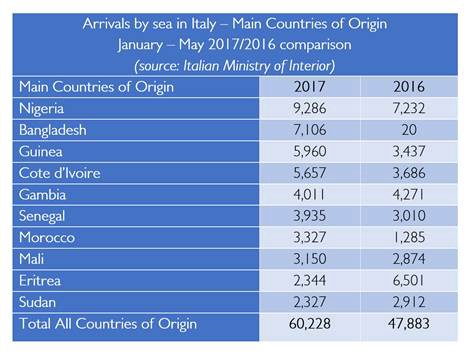 Arrivals by sea in Italy – Main Countries of Origin
January – May 2017/2016 comparison
(source: Italian Ministry of Interior)
Main Countries of Origin 2017 2016
Nigeria 9,286 7,232
Bangladesh 7,106 20
Guinea 5,960 3,437
Cote d’Ivoire 5,657 3,686
Gambia 4,011 4,271
Senegal 3,935 3,010
Morocco 3,327 1,285
Mali 3,150 2,874
Eritrea 2,344 6,501
Sudan 2,327 2,912
Total All Countries of Origin 60,228 47,883